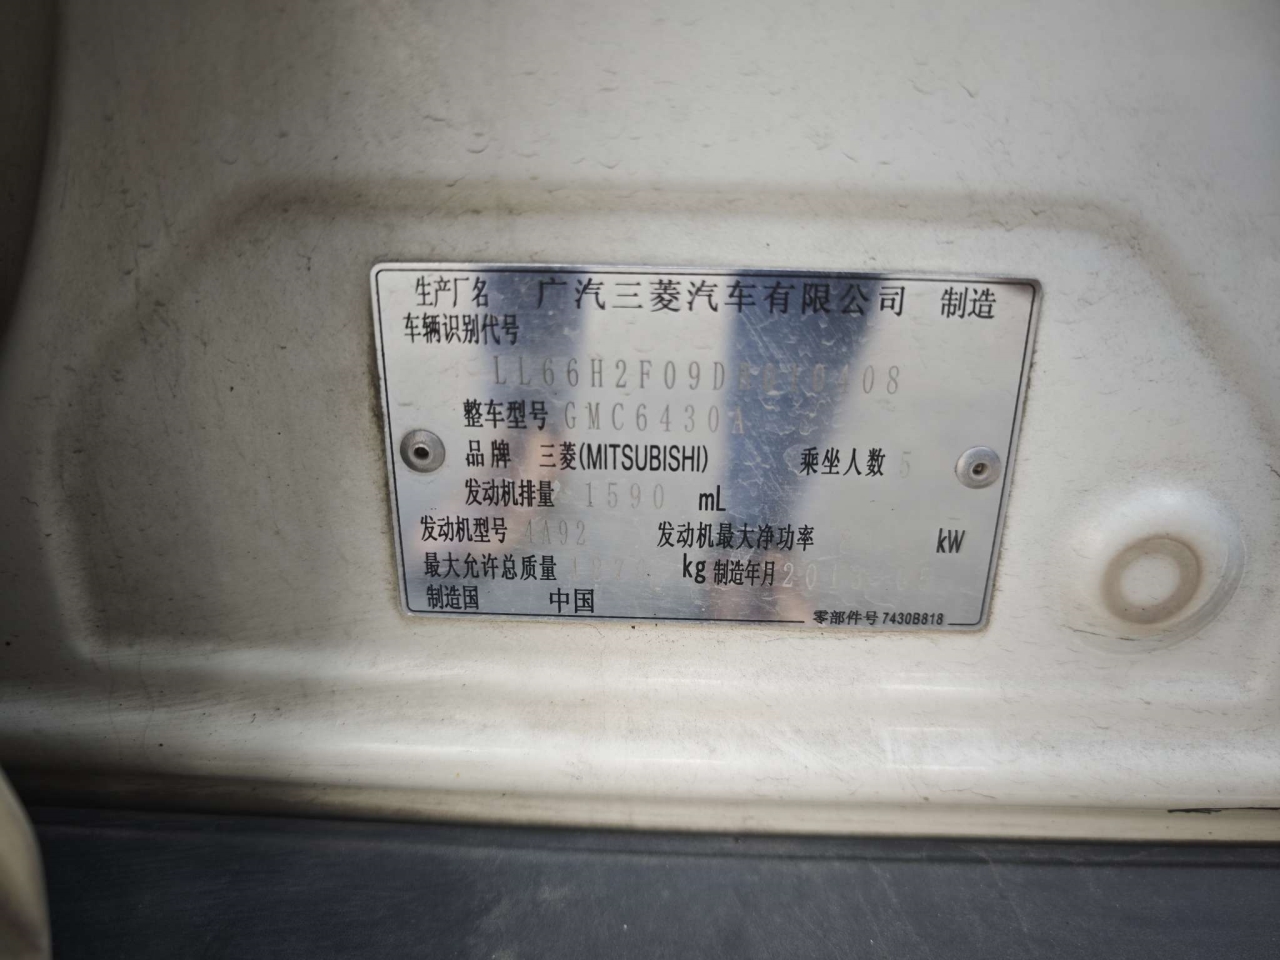 生产厂名 广汽三菱汽车有限公司 制造
车辆识别代号
LL66H2F09D
整车型号 GMC6430A
品牌 三菱(MITSUBISHI) 乘坐人数 5
发动机排量 1590 mL
发动机型号 4A92 发动机最大净功率 kW
最大允许总质量 kg 制造年月
制造国 中国
零部件号 7430B818